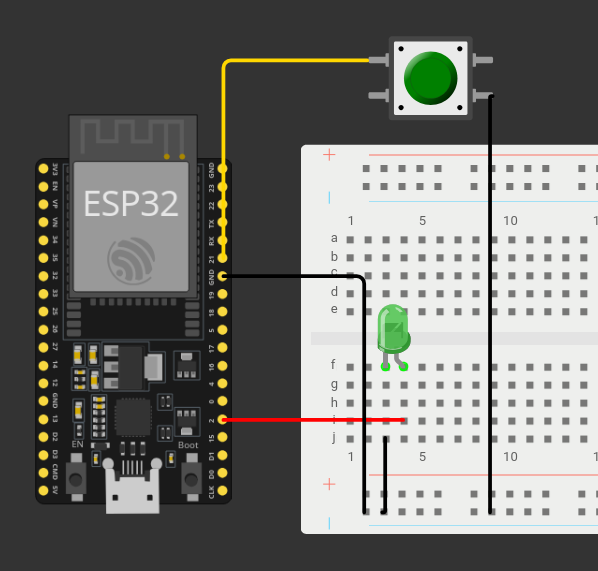 ESP32
3V3
EN
VP
VN
34
35
32
33
25
26
27
14
12
GND
13
D2
D3
CMD
5V
GND
23
22
TX
RX
21
GND
19
18
5
17
16
4
0
2
15
D1
D0
CLK
EN
Boot
+
|
1 5 10
a
b
c
d
e
f
g
h
i
j
1 5 10
+
|